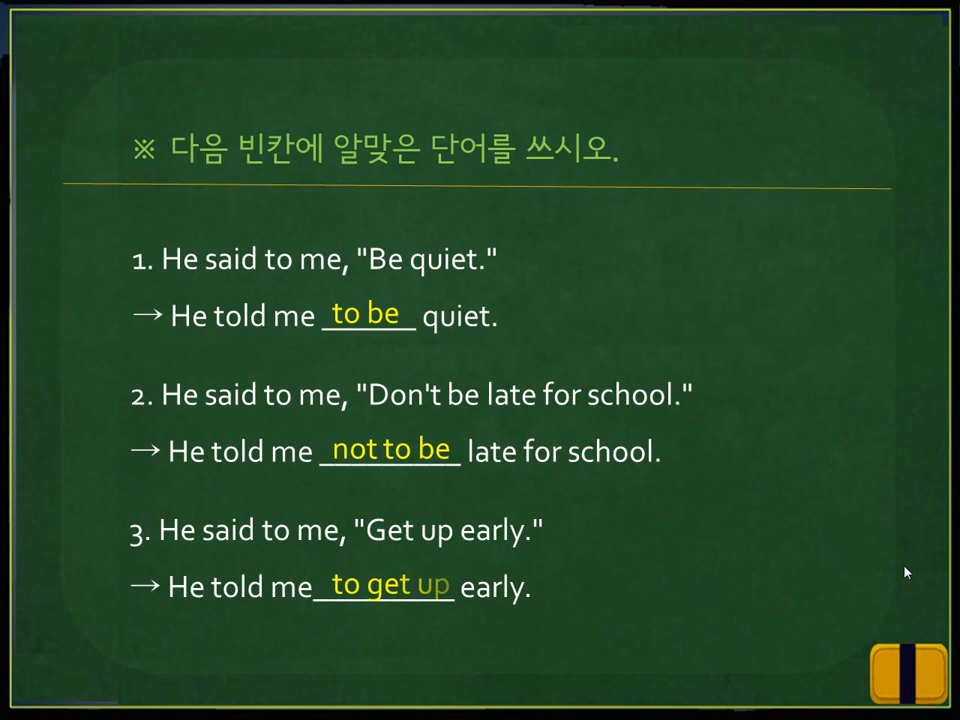 ※ 다음 빈칸에 알맞은 단어를 쓰시오.
1. He said to me, "Be quiet."
→ He told me to be quiet.
2. He said to me, "Don't be late for school."
→ He told me not to be late for school.
3. He said to me, "Get up early."
→ He told me to get up early.